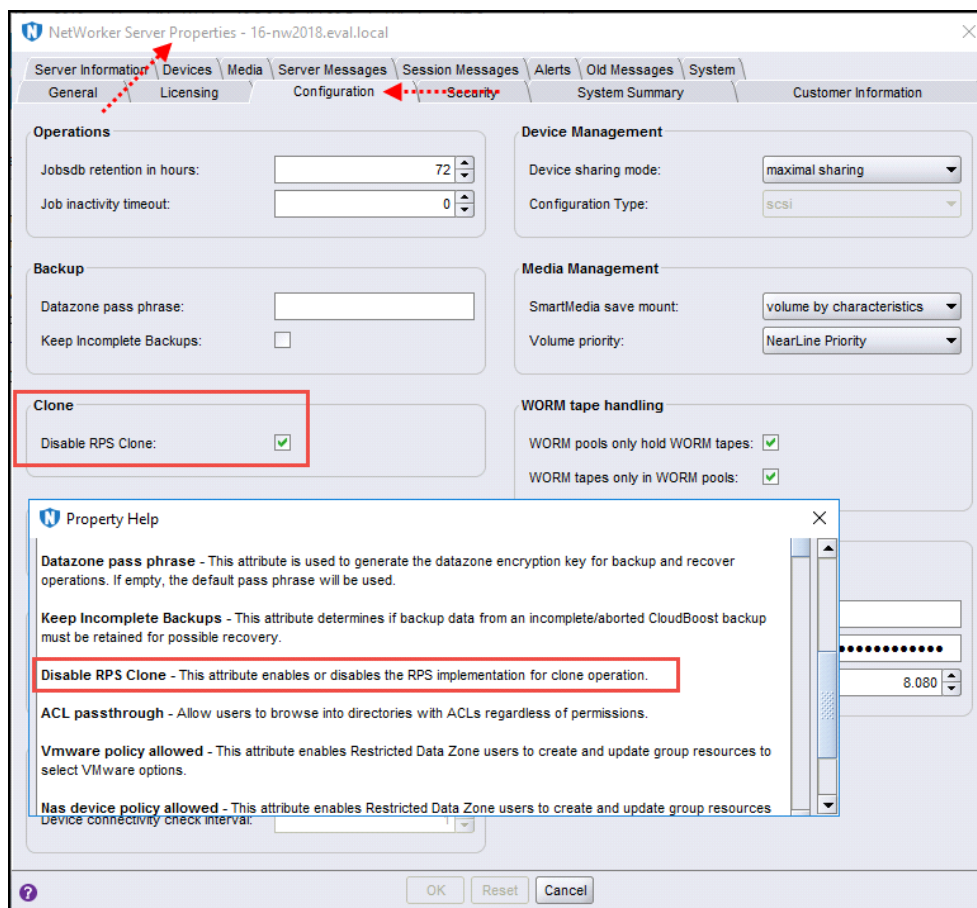 NetWorker Server Properties - 16-nw2018.eval.local
Server Information Devices Media Server Messages Session Messages Alerts Old Messages System
General Licensing Configuration Security System Summary Customer Information
Operations
Jobsdb retention in hours: 72
Job inactivity timeout: 0
Device Management
Device sharing mode: maximal sharing
Configuration Type: scsi
Backup
Datazone pass phrase:
Keep Incomplete Backups:
Media Management
SmartMedia save mount: volume by characteristics
Volume priority: NearLine Priority
Clone
Disable RPS Clone:
WORM tape handling
WORM pools only hold WORM tapes:
WORM tapes only in WORM pools:
Property Help
Datazone pass phrase - This attribute is used to generate the datazone encryption key for backup and recover
operations. If empty, the default pass phrase will be used.
Keep Incomplete Backups - This attribute determines if backup data from an incomplete/aborted CloudBoost backup
must be retained for possible recovery.
Disable RPS Clone - This attribute enables or disables the RPS implementation for clone operation.
ACL passthrough - Allow users to browse into directories with ACLs regardless of permissions.
Vmware policy allowed - This attribute enables Restricted Data Zone users to create and update group resources to
select VMware options.
Nas device policy allowed - This attribute enables Restricted Data Zone users to create and update group resources
8.080
Device connectivity check interval: 1
OK Reset Cancel